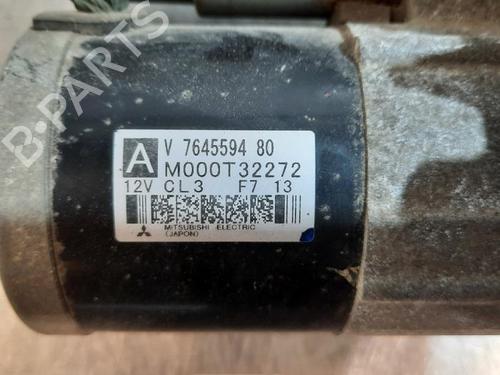 B-PARTS
A V 7645594 80
M000T32272
12V CL3 F7 13
MITSUBISHI ELECTRIC
(JAPON)